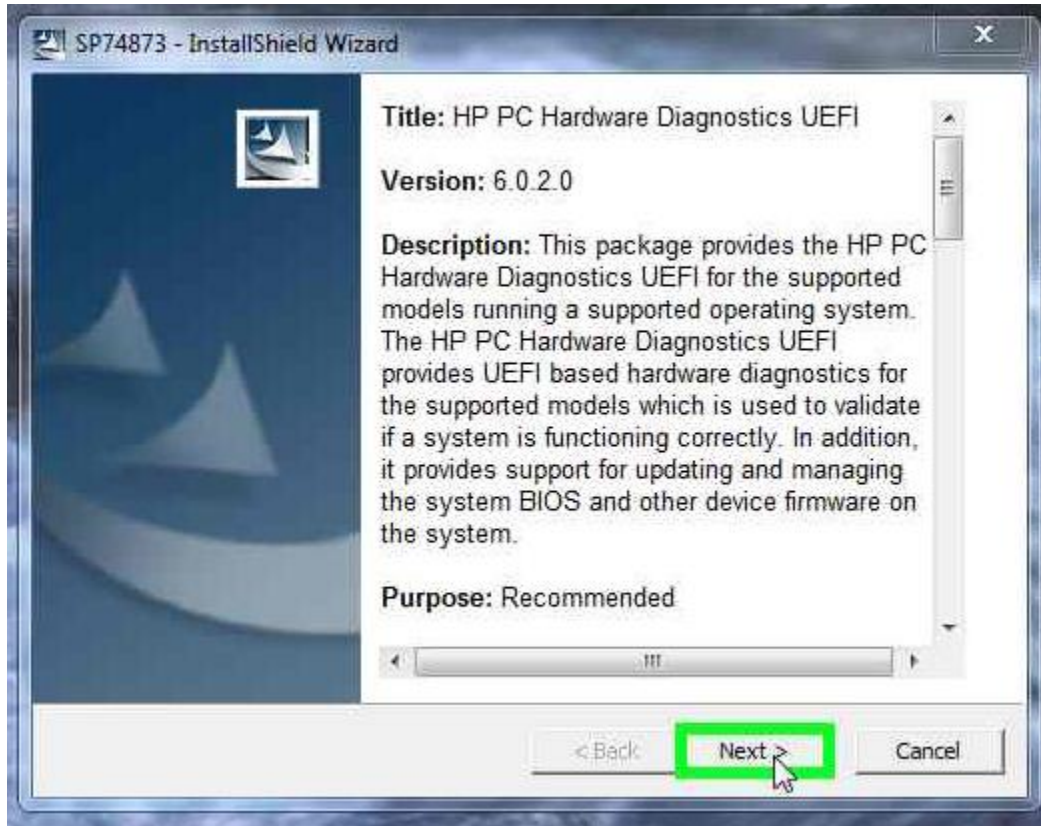 SP74873 - InstallShield Wizard
Title: HP PC Hardware Diagnostics UEFI
Version: 6.0.2.0
Description: This package provides the HP PC
Hardware Diagnostics UEFI for the supported
models running a supported operating system.
The HP PC Hardware Diagnostics UEFI
provides UEFI based hardware diagnostics for
the supported models which is used to validate
if a system is functioning correctly. In addition,
it provides support for updating and managing
the system BIOS and other device firmware on
the system.
Purpose: Recommended
< Back
Next >
Cancel